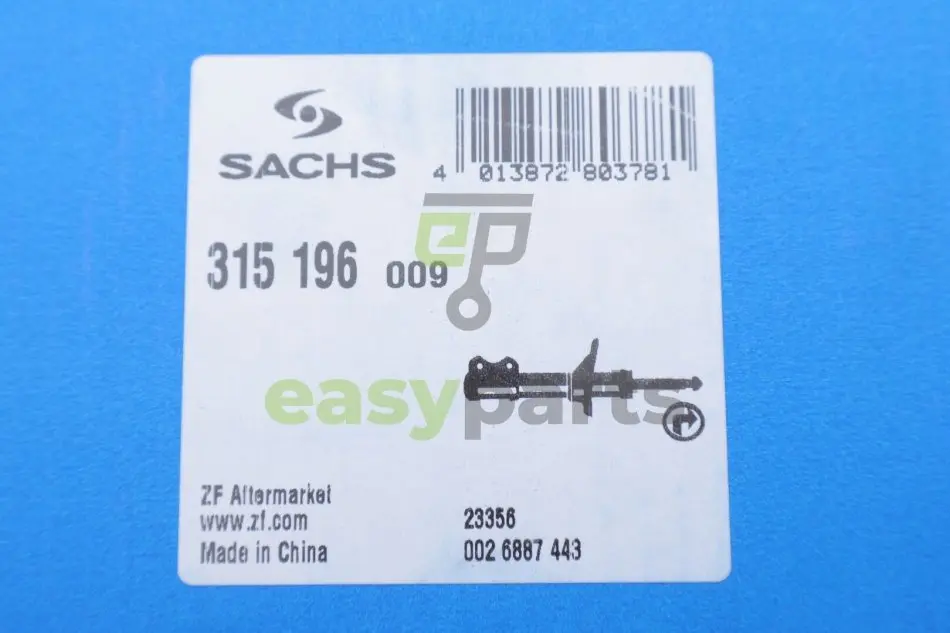 SACHS
4 013872 803781
315 196 009
ep
easyparts
ZF Aftermarket
www.zf.com
Made in China
23356
002 6887 443